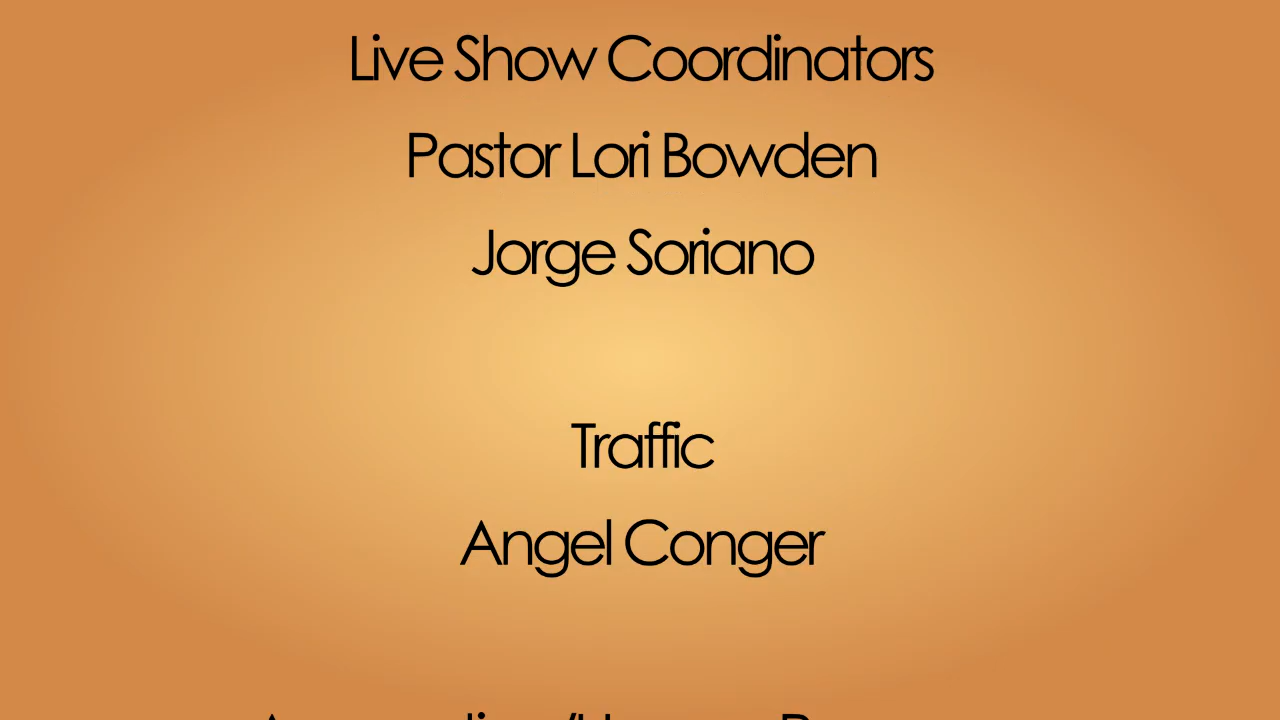 Live Show Coordinators
Pastor Lori Bowden
Jorge Soriano
Traffic
Angel Conger